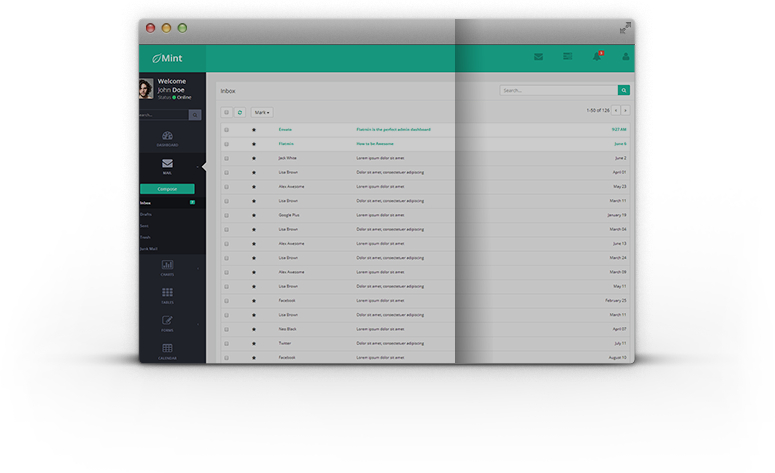 Mint
Welcome
John Doe
Status Online
Search...
Inbox
Search...
Mark
1-50 of 128
DASHBOARD
MAIL
Compose
Inbox
Drafts
Sent
Trash
Junk Mail
CHARTS
TABLES
FORMS
CALENDAR
Envato Flatnin is the perfect admin dashboard 9:27 AM
Flatnin How to be Awesome June 6
Jack White Lorem ipsum dolor sit amet June 2
Lisa Brown Dolor sit amet, consectetuer adipiscing April 01
Alex Awesome Lorem ipsum dolor sit amet May 23
Lisa Brown Dolor sit amet, consectetuer adipiscing March 11
Google Plus Lorem ipsum dolor sit amet January 19
Lisa Brown Dolor sit amet, consectetuer adipiscing March 04
Alex Awesome Lorem ipsum dolor sit amet June 13
Lisa Brown Dolor sit amet, consectetuer adipiscing March 24
Alex Awesome Lorem ipsum dolor sit amet March 09
Lisa Brown Dolor sit amet, consectetuer adipiscing May 11
Facebook Lorem ipsum dolor sit amet February 25
Lisa Brown Dolor sit amet, consectetuer adipiscing March 11
Neo Black Lorem ipsum dolor sit amet April 07
Twitter Dolor sit amet, consectetuer adipiscing July 11
Facebook Lorem ipsum dolor sit amet August 10